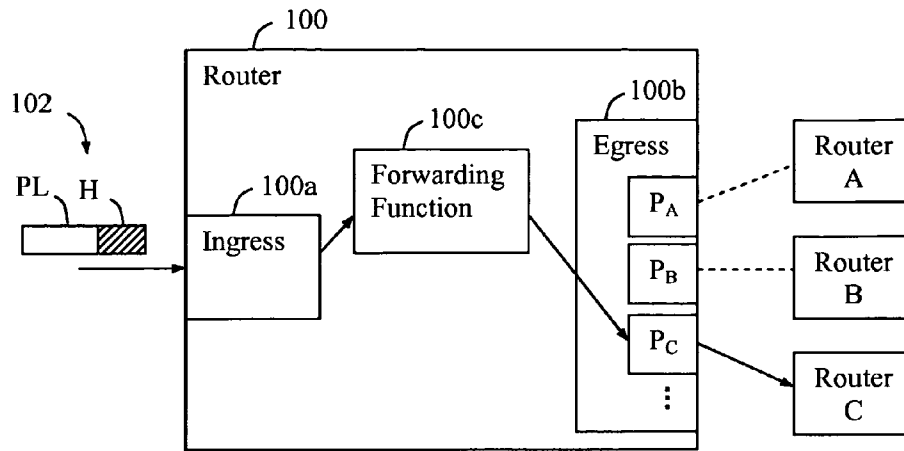 100
Router
102
100b
100c
Egress
Router
A
PL H
100a
Forwarding
Function
P_A
Ingress
P_B
Router
B
P_C
Router
C